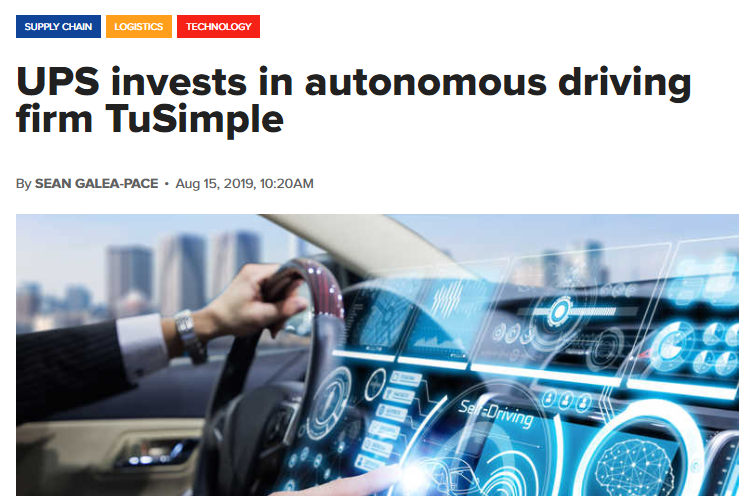 SUPPLY CHAIN LOGISTICS TECHNOLOGY
UPS invests in autonomous driving
firm TuSimple
By SEAN GALEA-PACE • Aug 15, 2019, 10:20AM
Self-Driving